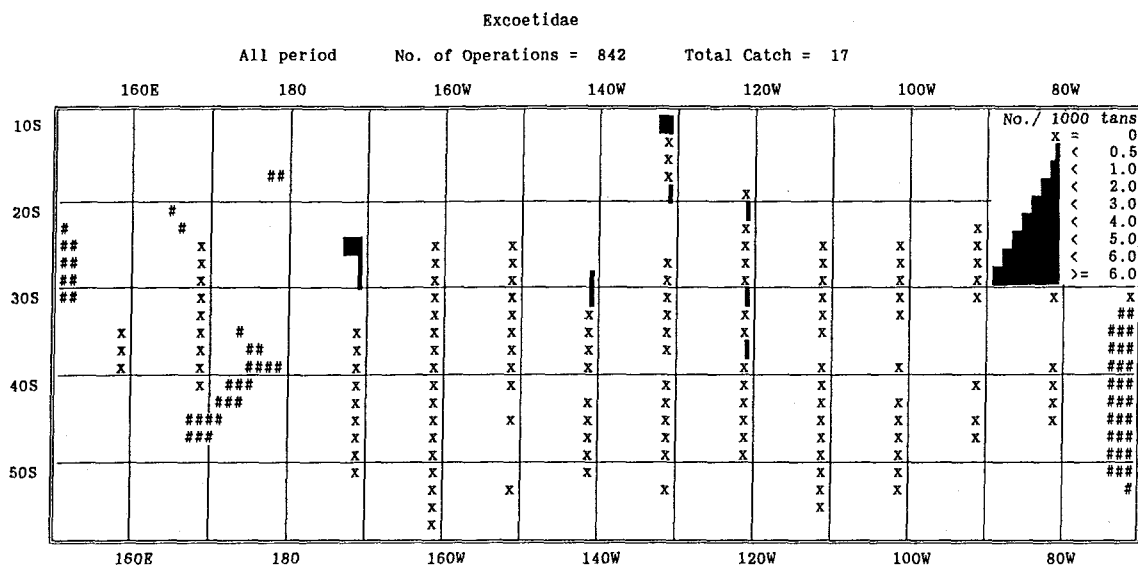 Excoetidae
All period No. of Operations = 842 Total Catch = 17
160E 180 160W 140W 120W 100W 80W
No./ 1000 tans
10S
x = 0
< 0.5
< 1.0
< 2.0
< 3.0
20S
< 4.0
< 5.0
< 6.0
>= 6.0
30S
40S
50S
160E 180 160W 140W 120W 100W 80W